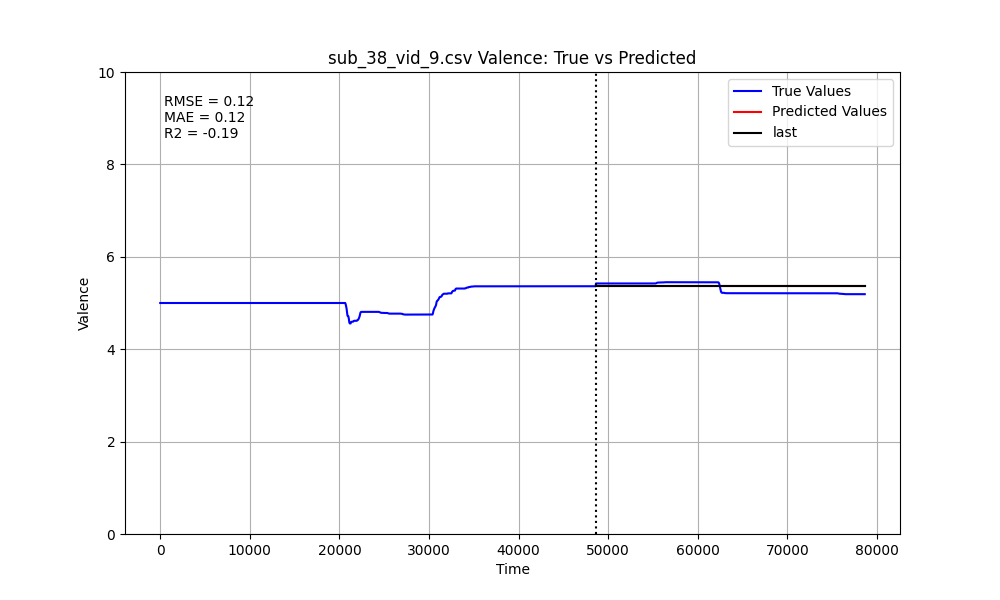 sub_38_vid_9.csv Valence: True vs Predicted
RMSE = 0.12
MAE = 0.12
R2 = -0.19
True Values
Predicted Values
last
10
8
6
4
2
0
Valence
0 10000 20000 30000 40000 50000 60000 70000 80000
Time